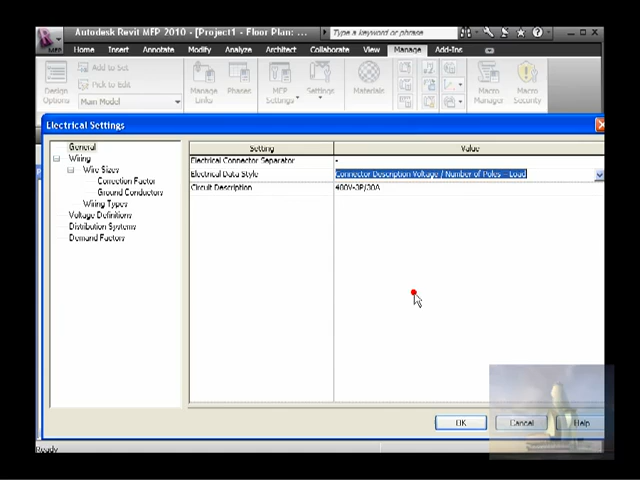 Autodesk Revit MEP 2010 - [Project1 - Floor Plan: ...
Type a keyword or phrase
MEP
Home Insert Annotate Modify Analyze Architect Collaborate View Manage Add-Ins
Design Options
Add to Set
Pick to Edit
Main Model
Manage Links
Phases
MEP Settings
Settings
Materials
Macro Manager
Macro Security
Electrical Settings
General
Wiring
Wire Sizes
Correction Factor
Ground Conductors
Wiring Types
Voltage Definitions
Distribution Systems
Demand Factors
Setting Value
Electrical Connector Separator -
Electrical Data Style Connector Description Voltage / Number of Poles - Load
Circuit Description 480V-3P/30A
OK Cancel Help
Ready